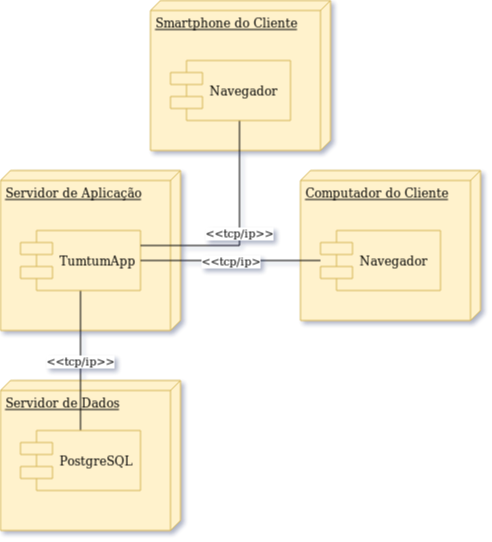 Smartphone do Cliente
Navegador
Servidor de Aplicação
Computador do Cliente
<<tcp/ip>>
TumtumApp
<<tcp/ip>
Navegador
<<tcp/ip>>
Servidor de Dados
PostgreSQL